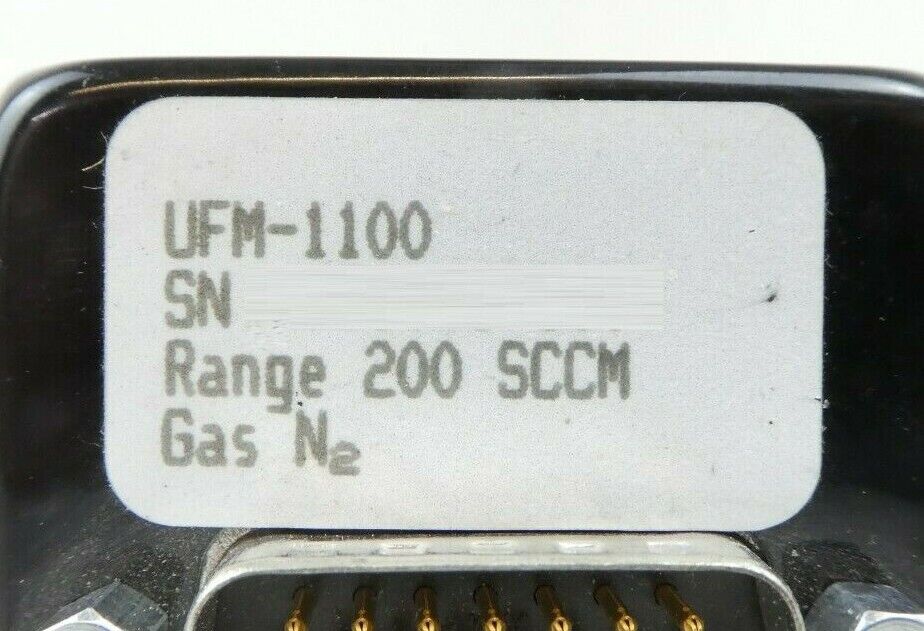 UFM-1100
SN
Range 200 SCCM
Gas N₂